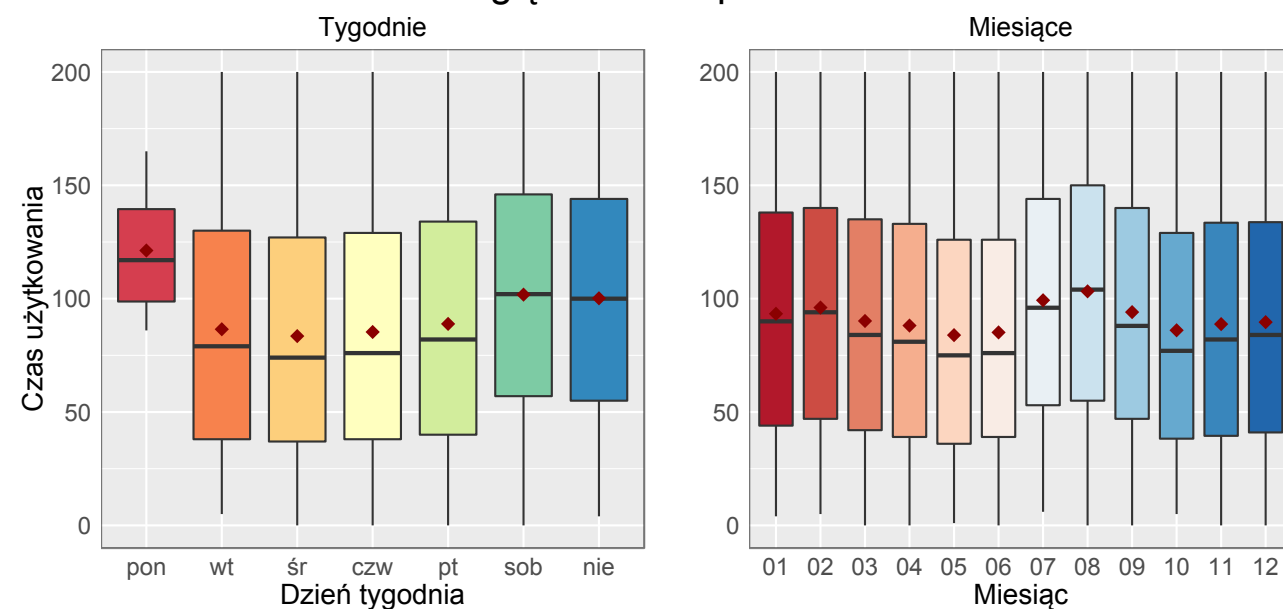 Tygodnie
Miesiące
Czas użytkowania
200
150
100
50
0
pon wt śr czw pt sob nie
Dzień tygodnia
200
150
100
50
0
01 02 03 04 05 06 07 08 09 10 11 12
Miesiąc